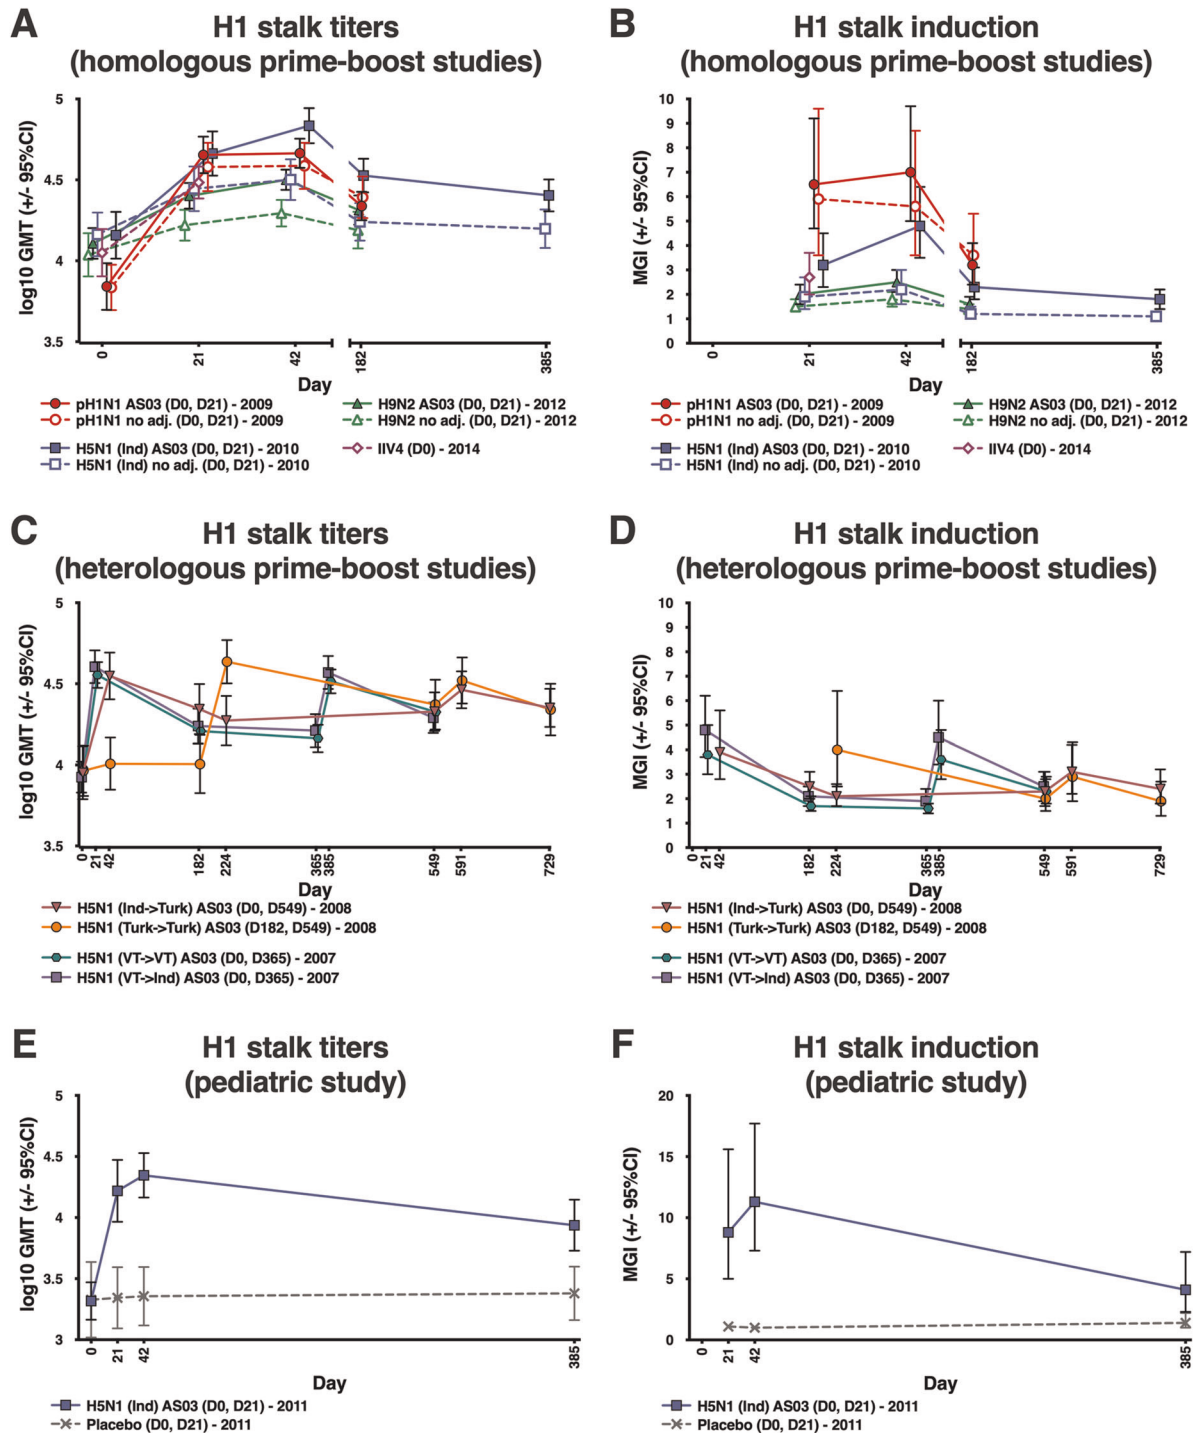 A
H1 stalk titers
(homologous prime-boost studies)
log10 GMT (+/- 95%CI)
5
4.5
4
3.5
0
21
42
182
385
Day
pH1N1 AS03 (D0, D21) - 2009
pH1N1 no adj. (D0, D21) - 2009
H5N1 (Ind) AS03 (D0, D21) - 2010
H5N1 (Ind) no adj. (D0, D21) - 2010
H9N2 AS03 (D0, D21) - 2012
H9N2 no adj. (D0, D21) - 2012
IIV4 (D0) - 2014
B
H1 stalk induction
(homologous prime-boost studies)
MGI (+/- 95%CI)
10
9
8
7
6
5
4
3
2
1
0
0
21
42
182
385
Day
pH1N1 AS03 (D0, D21) - 2009
pH1N1 no adj. (D0, D21) - 2009
H5N1 (Ind) AS03 (D0, D21) - 2010
H5N1 (Ind) no adj. (D0, D21) - 2010
H9N2 AS03 (D0, D21) - 2012
H9N2 no adj. (D0, D21) - 2012
IIV4 (D0) - 2014
C
H1 stalk titers
(heterologous prime-boost studies)
log10 GMT (+/- 95%CI)
5
4.5
4
3.5
0
21
42
182
224
365
385
549
591
729
Day
H5N1 (Ind->Turk) AS03 (D0, D549) - 2008
H5N1 (Turk->Turk) AS03 (D182, D549) - 2008
H5N1 (VT->VT) AS03 (D0, D365) - 2007
H5N1 (VT->Ind) AS03 (D0, D365) - 2007
D
H1 stalk induction
(heterologous prime-boost studies)
MGI (+/- 95%CI)
10
9
8
7
6
5
4
3
2
1
0
0
21
42
182
224
365
385
549
591
729
Day
H5N1 (Ind->Turk) AS03 (D0, D549) - 2008
H5N1 (Turk->Turk) AS03 (D182, D549) - 2008
H5N1 (VT->VT) AS03 (D0, D365) - 2007
H5N1 (VT->Ind) AS03 (D0, D365) - 2007
E
H1 stalk titers
(pediatric study)
log10 GMT (+/- 95%CI)
5
4.5
4
3.5
3
0
21
42
385
Day
H5N1 (Ind) AS03 (D0, D21) - 2011
Placebo (D0, D21) - 2011
F
H1 stalk induction
(pediatric study)
MGI (+/- 95%CI)
20
15
10
5
0
0
21
42
385
Day
H5N1 (Ind) AS03 (D0, D21) - 2011
Placebo (D0, D21) - 2011